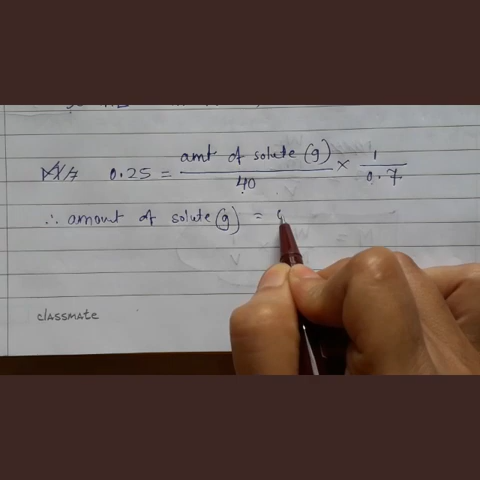 0.25 = amt of solute (g) / 40 × 1 / 0.7
∴ amount of solute (g) =
classmate